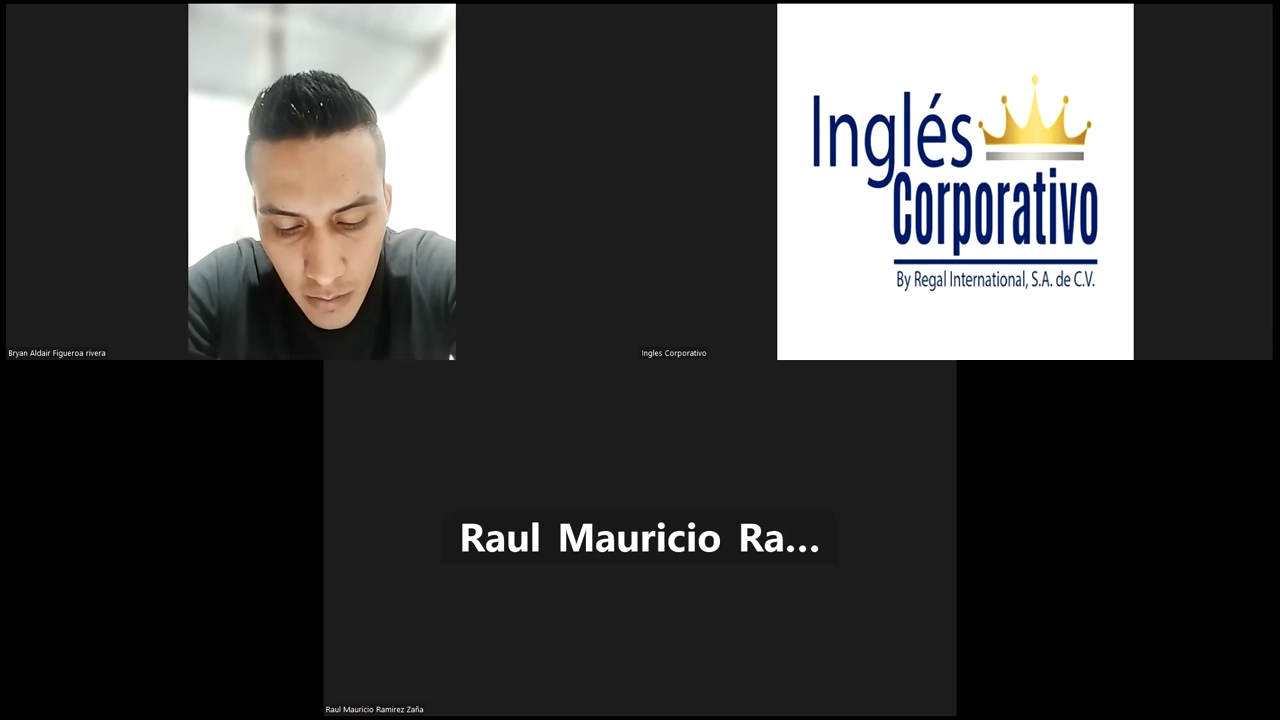 Inglés
Corporativo
By Regal International, S.A. de C.V.
Bryan Aldair Figueroa rivera
Ingles Corporativo
Raul Mauricio Ra...
Raul Mauricio Ramirez Zaña